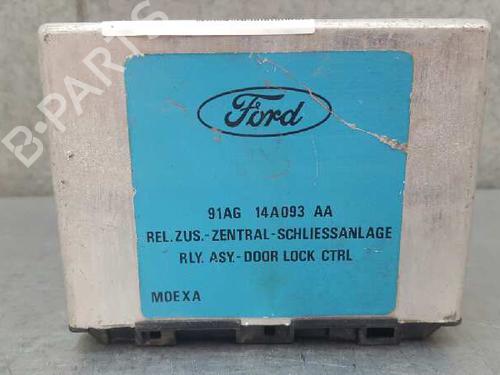 B-PARTS
Ford
91AG 14A093 AA
REL.ZUS.-ZENTRAL-SCHLIESSANLAGE
RLY. ASY.-DOOR LOCK CTRL
MOEXA